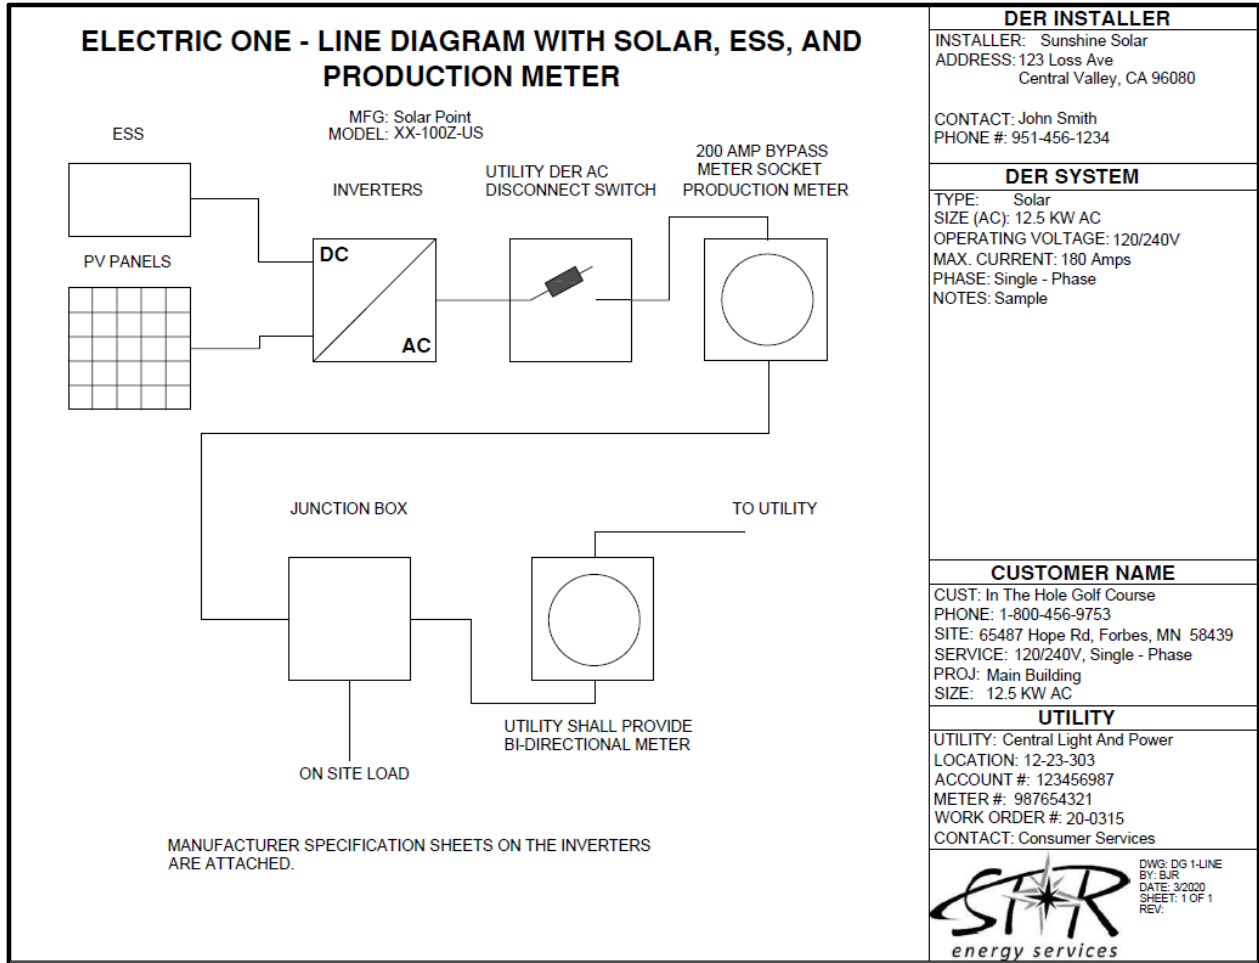 ELECTRIC ONE - LINE DIAGRAM WITH SOLAR, ESS, AND
PRODUCTION METER
MFG: Solar Point
MODEL: XX-100Z-US
ESS
INVERTERS
UTILITY DER AC
DISCONNECT SWITCH
200 AMP BYPASS
METER SOCKET
PRODUCTION METER
PV PANELS
DC
AC
JUNCTION BOX
TO UTILITY
UTILITY SHALL PROVIDE
BI-DIRECTIONAL METER
ON SITE LOAD
MANUFACTURER SPECIFICATION SHEETS ON THE INVERTERS
ARE ATTACHED.
DER INSTALLER
INSTALLER: Sunshine Solar
ADDRESS: 123 Loss Ave
Central Valley, CA 96080
CONTACT: John Smith
PHONE #: 951-456-1234
DER SYSTEM
TYPE: Solar
SIZE (AC): 12.5 KW AC
OPERATING VOLTAGE: 120/240V
MAX. CURRENT: 180 Amps
PHASE: Single - Phase
NOTES: Sample
CUSTOMER NAME
CUST: In The Hole Golf Course
PHONE: 1-800-456-9753
SITE: 65487 Hope Rd, Forbes, MN 58439
SERVICE: 120/240V, Single - Phase
PROJ: Main Building
SIZE: 12.5 KW AC
UTILITY
UTILITY: Central Light And Power
LOCATION: 12-23-303
ACCOUNT #: 123456987
METER #: 987654321
WORK ORDER #: 20-0315
CONTACT: Consumer Services
STAR
energy services
DWG: DG 1-LINE
BY: BJR
DATE: 3/2020
SHEET: 1 OF 1
REV: